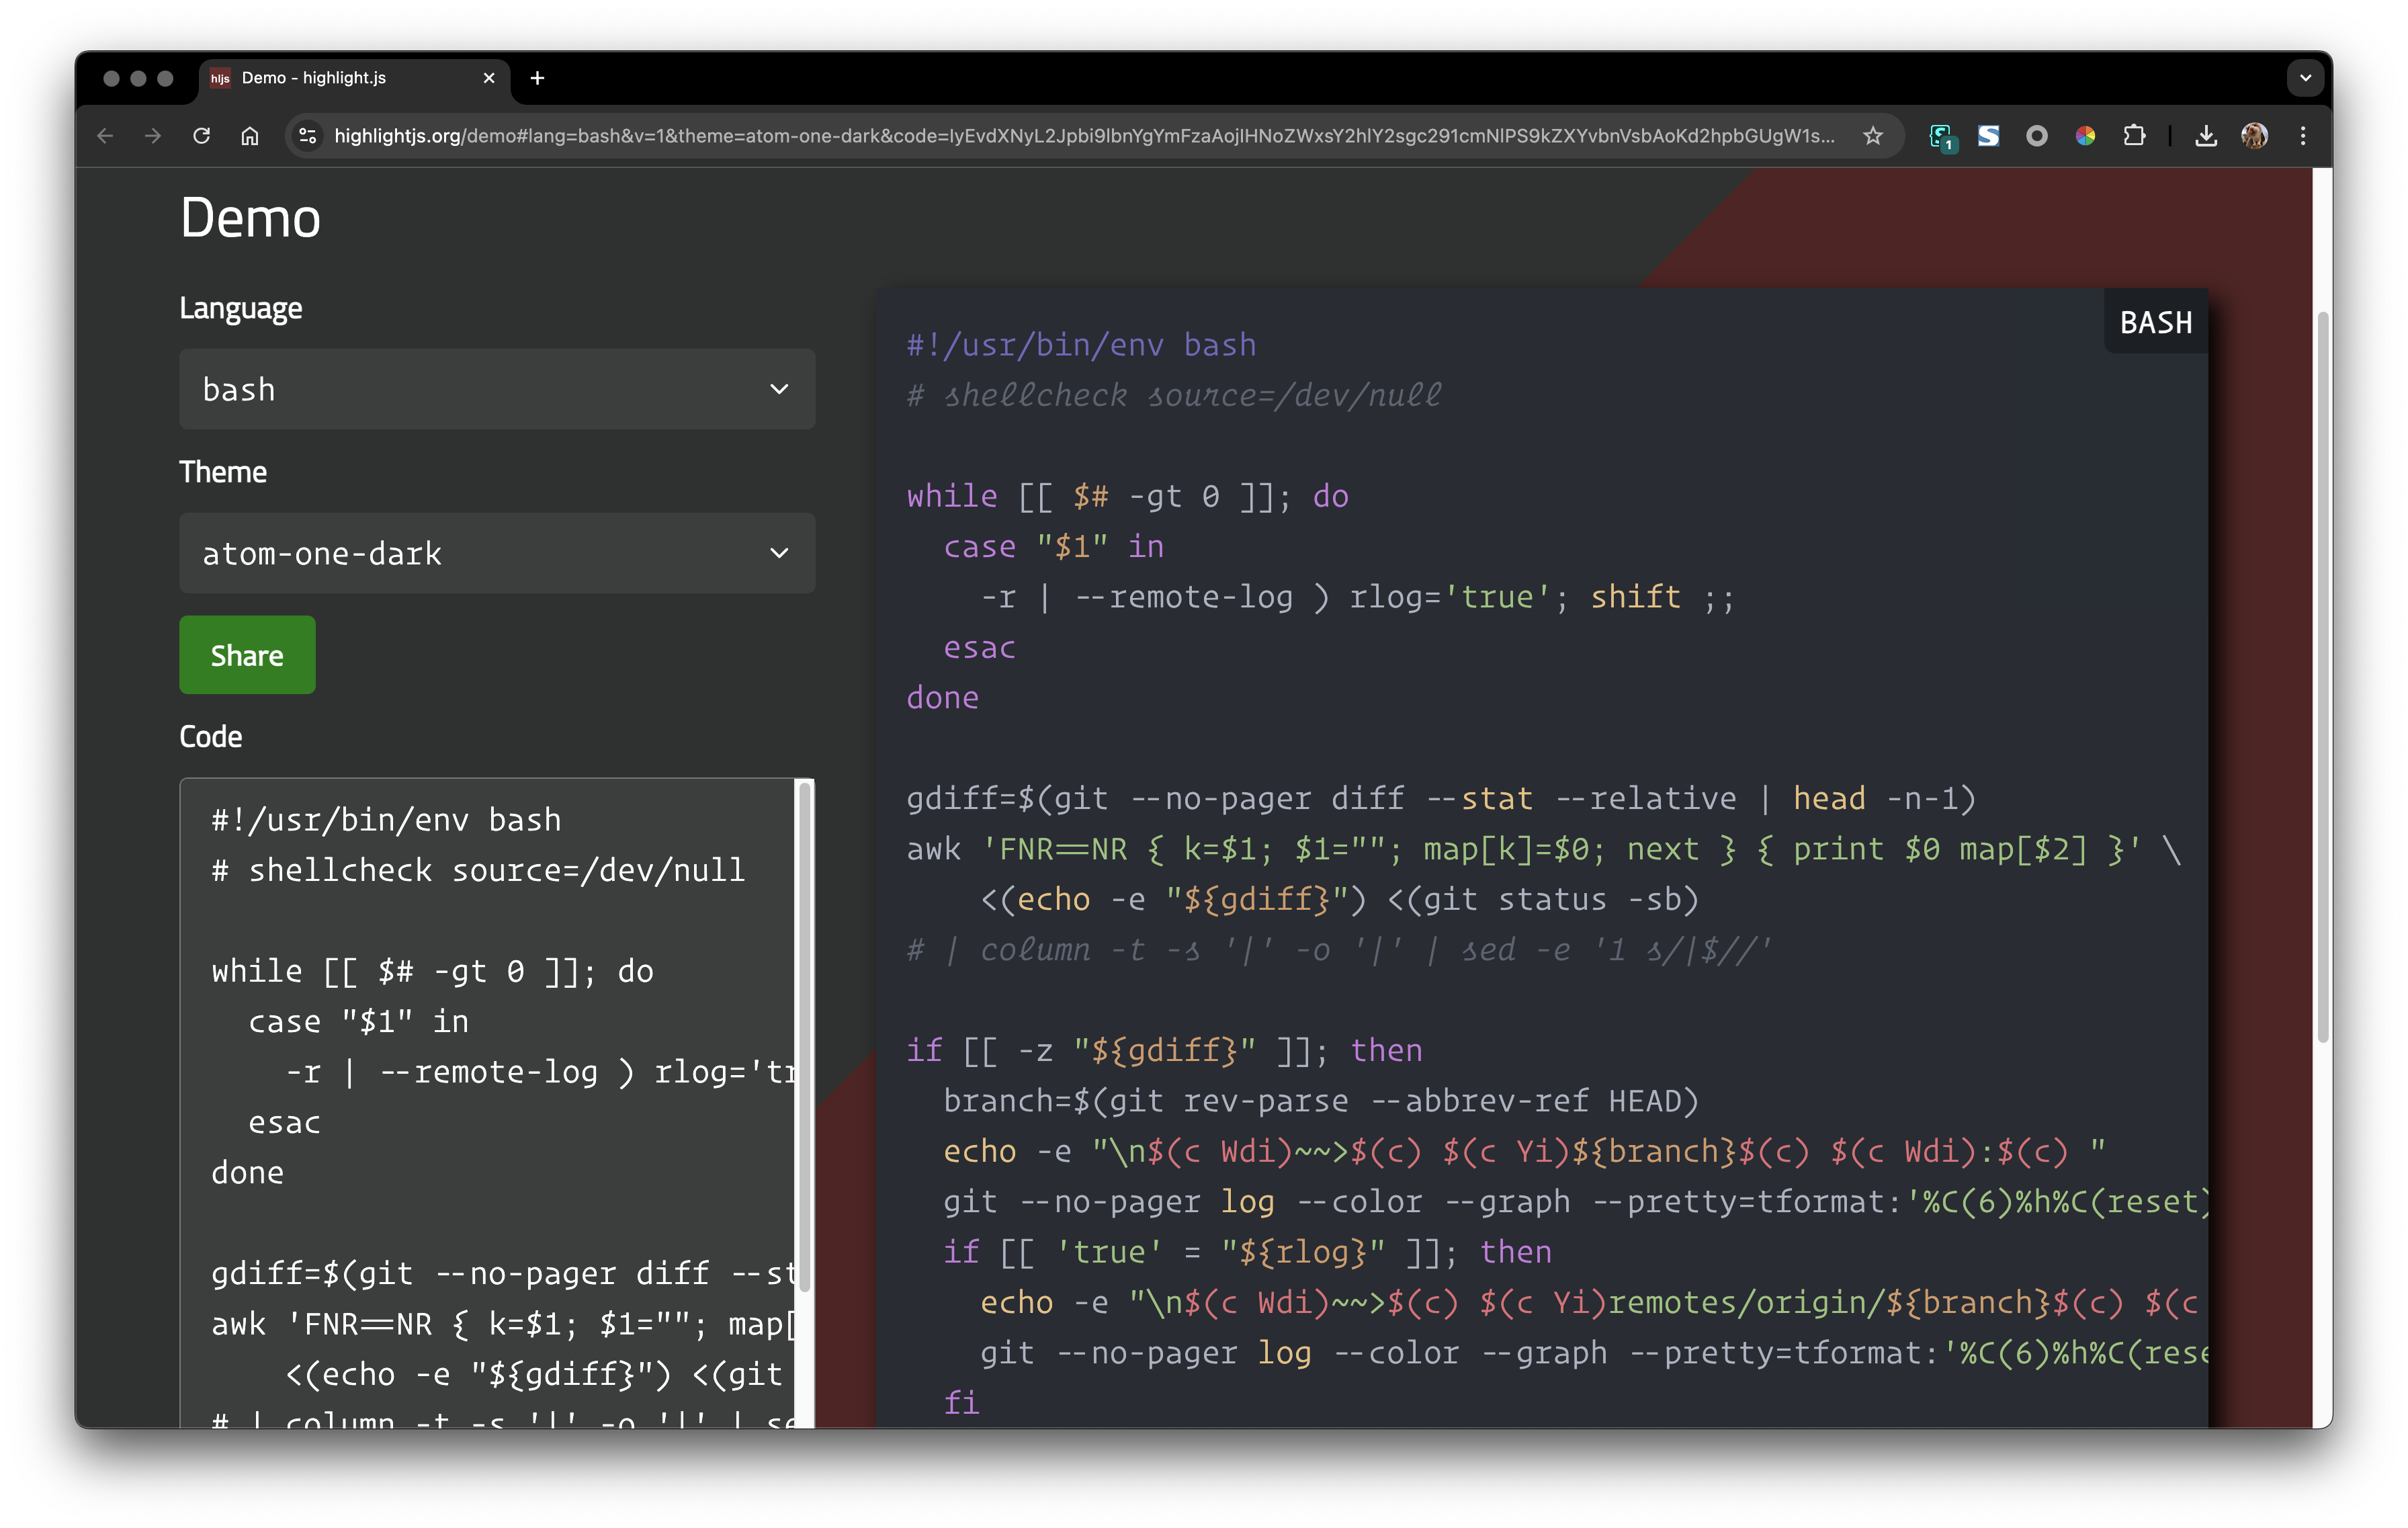 hljs Demo - highlight.js
highlightjs.org/demo#lang=bash&v=1&theme=atom-one-dark&code=IyEvdXNyL2Jpbi9lbnYgYmFzaAojIHNoZWxsY2hlY2sgc291cmNlPS9kZXYvbnVsbAoKd2hpbGUgW1s...
1
Demo
Language
bash
Theme
atom-one-dark
Share
Code
#!/usr/bin/env bash
# shellcheck source=/dev/null
while [[ $# -gt 0 ]]; do
case "$1" in
-r | --remote-log ) rlog='tr
esac
done
gdiff=$(git --no-pager diff --st
awk 'FNR==NR { k=$1; $1=""; map[
<(echo -e "${gdiff}") <(git
# | column -t -s '|' -o '|' | se
BASH
#!/usr/bin/env bash
# shellcheck source=/dev/null
while [[ $# -gt 0 ]]; do
case "$1" in
-r | --remote-log ) rlog='true'; shift ;;
esac
done
gdiff=$(git --no-pager diff --stat --relative | head -n-1)
awk 'FNR==NR { k=$1; $1=""; map[k]=$0; next } { print $0 map[$2] }' \
<(echo -e "${gdiff}") <(git status -sb)
# | column -t -s '|' -o '|' | sed -e '1 s/|$//'
if [[ -z "${gdiff}" ]]; then
branch=$(git rev-parse --abbrev-ref HEAD)
echo -e "\n$(c Wdi)~~>$(c) $(c Yi)${branch}$(c) $(c Wdi):$(c) "
git --no-pager log --color --graph --pretty=tformat:'%C(6)%h%C(reset)
if [[ 'true' = "${rlog}" ]]; then
echo -e "\n$(c Wdi)~~>$(c) $(c Yi)remotes/origin/${branch}$(c) $(c
git --no-pager log --color --graph --pretty=tformat:'%C(6)%h%C(rese
fi